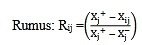 Rumus: Rij = (Xj+ - Xij / Xj+ - Xj-)